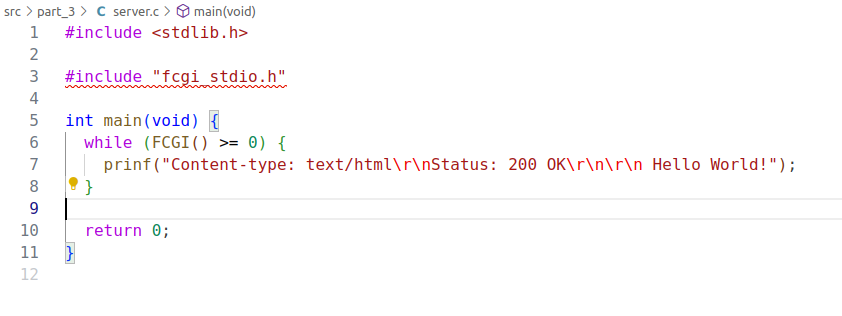 src > part_3 > C server.c > main(void)
1 #include <stdlib.h>
2
3 #include "fcgi_stdio.h"
4
5 int main(void) {
6   while (FCGI() >= 0) {
7     prinf("Content-type: text/html\r\nStatus: 200 OK\r\n\r\n Hello World!");
8   }
9
10   return 0;
11 }
12